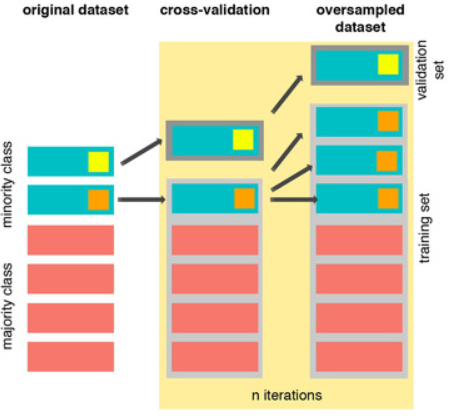 original dataset
cross-validation
oversampled
dataset
validation
set
minority class
majority class
training set
n iterations